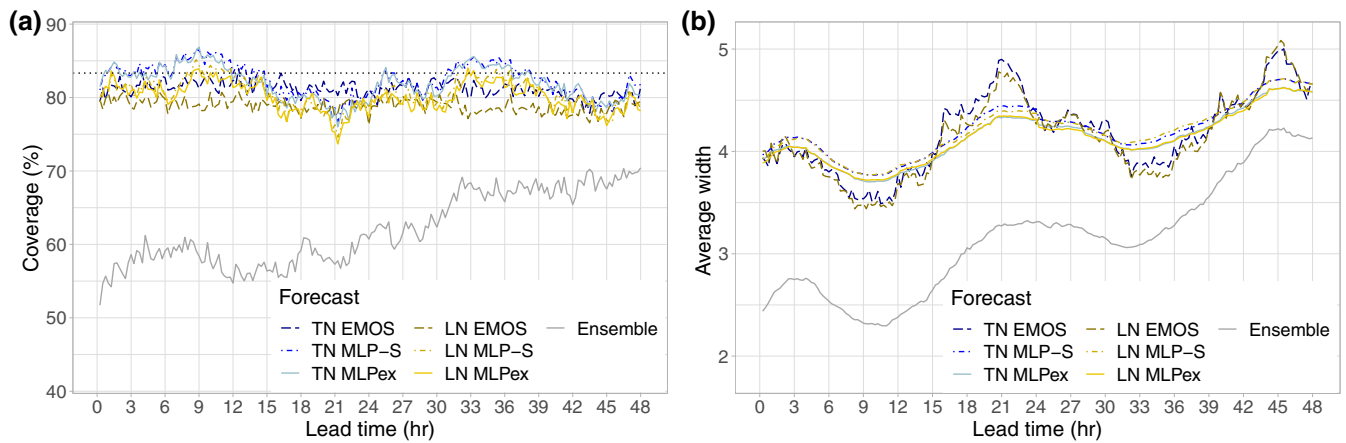 (a)
Coverage (%)
90
80
70
60
50
40
0 3 6 9 12 15 18 21 24 27 30 33 36 39 42 45 48
Lead time (hr)
Forecast
TN EMOS LN EMOS Ensemble
TN MLP−S LN MLP−S
TN MLPex LN MLPex
(b)
Average width
5
4
3
2
0 3 6 9 12 15 18 21 24 27 30 33 36 39 42 45 48
Lead time (hr)
Forecast
TN EMOS LN EMOS Ensemble
TN MLP−S LN MLP−S
TN MLPex LN MLPex